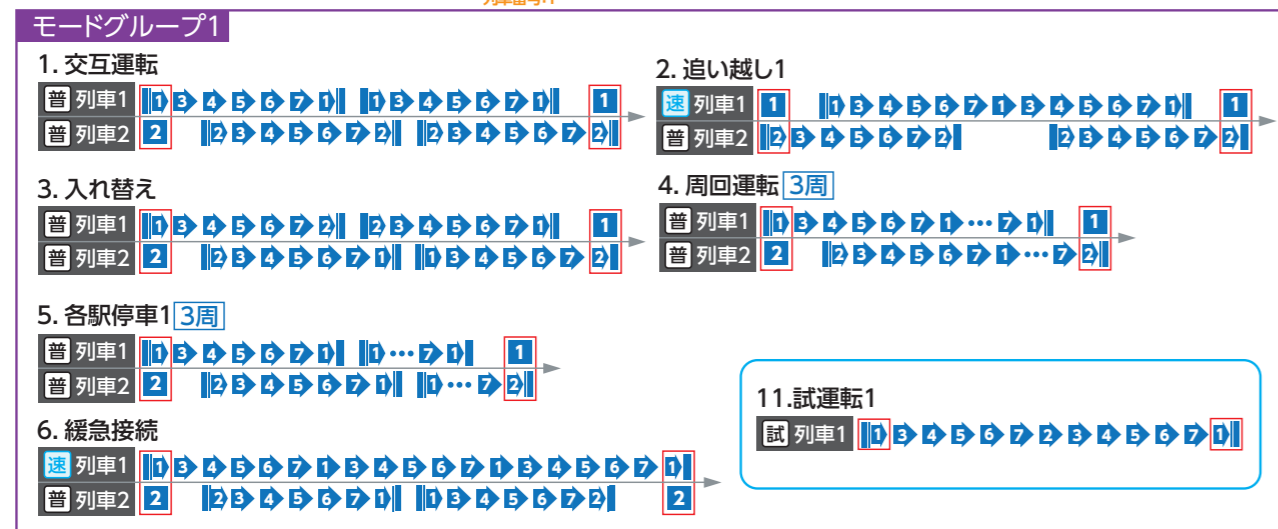 列車番号:1
モードグループ1
1. 交互運転
普 列車1 1 3 4 5 6 7 1 1 3 4 5 6 7 1 1
普 列車2 2 2 3 4 5 6 7 2 2 3 4 5 6 7 2
2. 追い越し1
速 列車1 1 1 3 4 5 6 7 1 3 4 5 6 7 1 1
普 列車2 2 3 4 5 6 7 2 2 3 4 5 6 7 2
3. 入れ替え
普 列車1 1 3 4 5 6 7 2 2 3 4 5 6 7 1 1
普 列車2 2 2 3 4 5 6 7 1 1 3 4 5 6 7 2
4. 周回運転 3周
普 列車1 1 3 4 5 6 7 1 ••• 7 1 1
普 列車2 2 2 3 4 5 6 7 1 ••• 7 2
5. 各駅停車1 3周
普 列車1 1 3 4 5 6 7 1 1 ••• 7 1 1
普 列車2 2 2 3 4 5 6 7 1 1 ••• 7 2
6. 緩急接続
速 列車1 1 3 4 5 6 7 1 3 4 5 6 7 1 3 4 5 6 7 1
普 列車2 2 2 3 4 5 6 7 1 1 3 4 5 6 7 2 2
11.試運転1
試 列車1 1 3 4 5 6 7 2 3 4 5 6 7 1